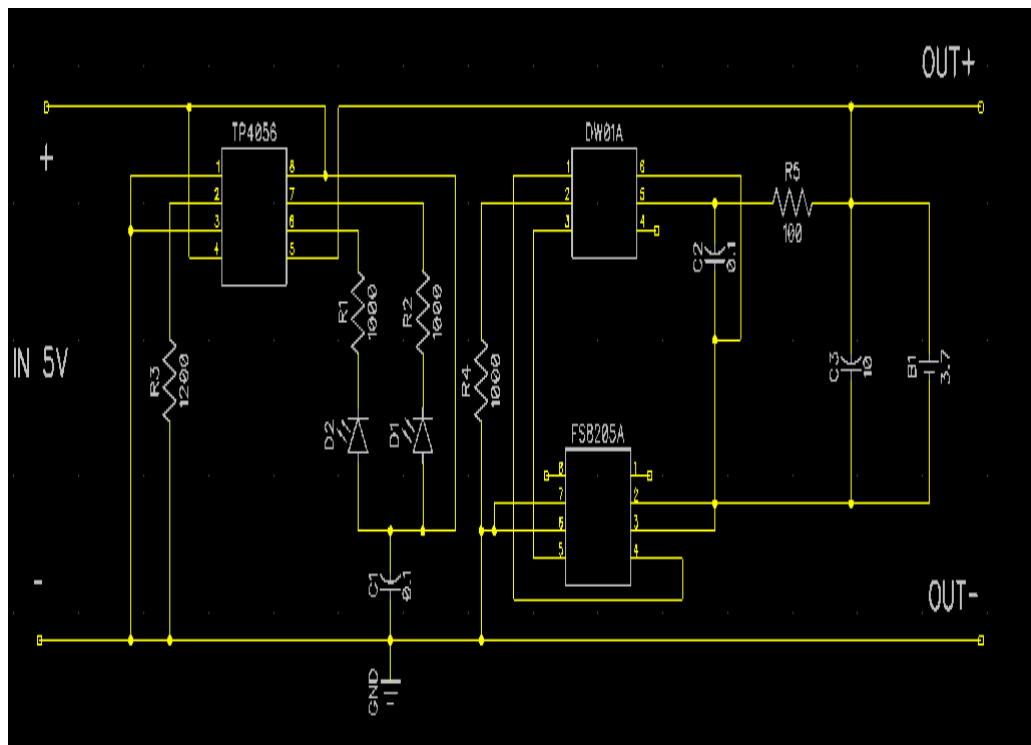 OUT+
+
TP4056
1
2
3
4
8
7
6
5
DW01A
1
2
3
6
5
4
R5
100
C2
0.1
R1
1000
R2
1000
IN 5V
R3
1200
R4
1000
C3
10
B1
3.7
D2
D1
FS8205A
8
7
6
5
1
2
3
4
-
C1
0.1
OUT-
GND